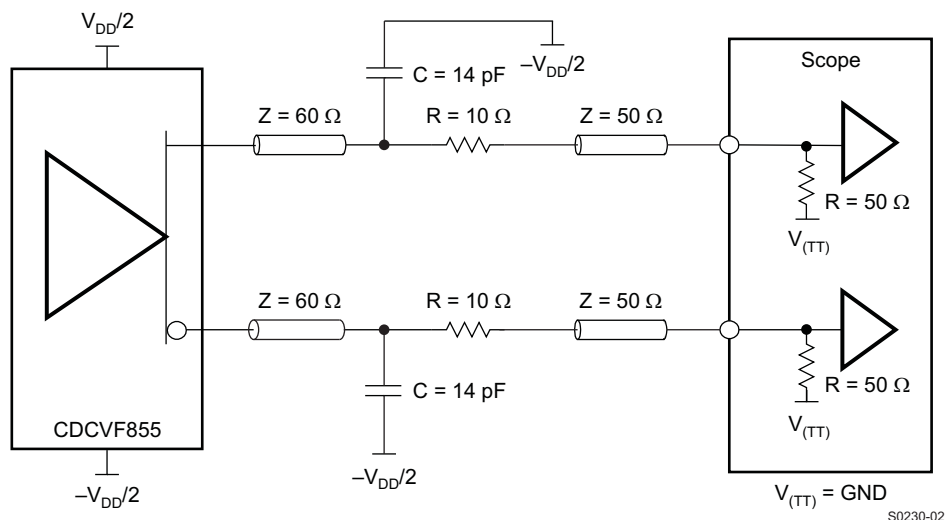 V_DD/2
–V_DD/2
C = 14 pF
Scope
Z = 60 Ω
R = 10 Ω
Z = 50 Ω
R = 50 Ω
V_(TT)
Z = 60 Ω
R = 10 Ω
Z = 50 Ω
C = 14 pF
R = 50 Ω
V_(TT)
CDCVF855
–V_DD/2
–V_DD/2
V_(TT) = GND
S0230-02